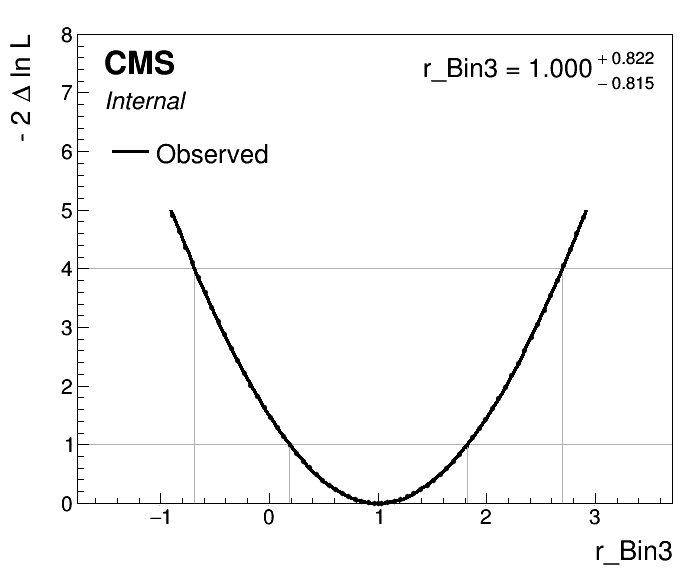 - 2 Δ ln L
8
7
6
5
4
3
2
1
0
CMS
Internal
r_Bin3 = 1.000 + 0.822 − 0.815
Observed
−1 0 1 2 3
r_Bin3